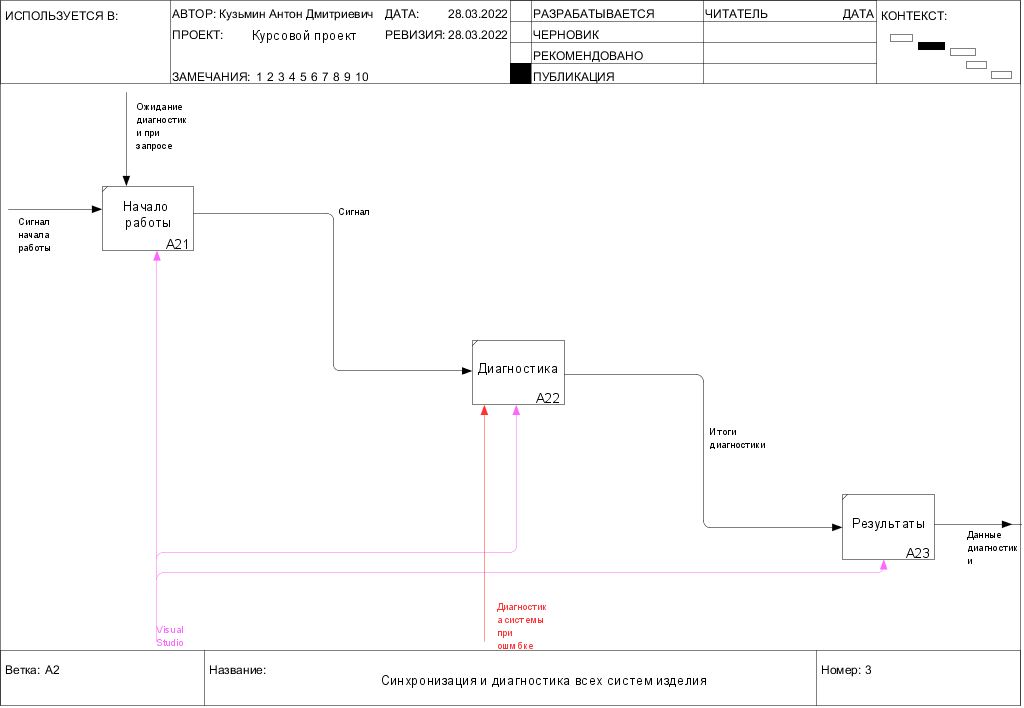 ИСПОЛЬЗУЕТСЯ В:
АВТОР: Кузьмин Антон Дмитриевич
ДАТА: 28.03.2022
ПРОЕКТ: Курсовой проект
РЕВИЗИЯ: 28.03.2022
ЗАМЕЧАНИЯ: 1 2 3 4 5 6 7 8 9 10
РАЗРАБАТЫВАЕТСЯ
ЧЕРНОВИК
РЕКОМЕНДОВАНО
ПУБЛИКАЦИЯ
ЧИТАТЕЛЬ ДАТА
КОНТЕКСТ:
Ожидание
диагностик
и при
запросе
Сигнал
начала
работы
Начало
работы
A21
Сигнал
Диагностика
A22
Итоги
диагностики
Результаты
A23
Данные
диагностик
и
Диагностик
а системы
при
ошмбке
Visual
Studio
Ветка: A2
Название:
Синхронизация и диагностика всех систем изделия
Номер: 3